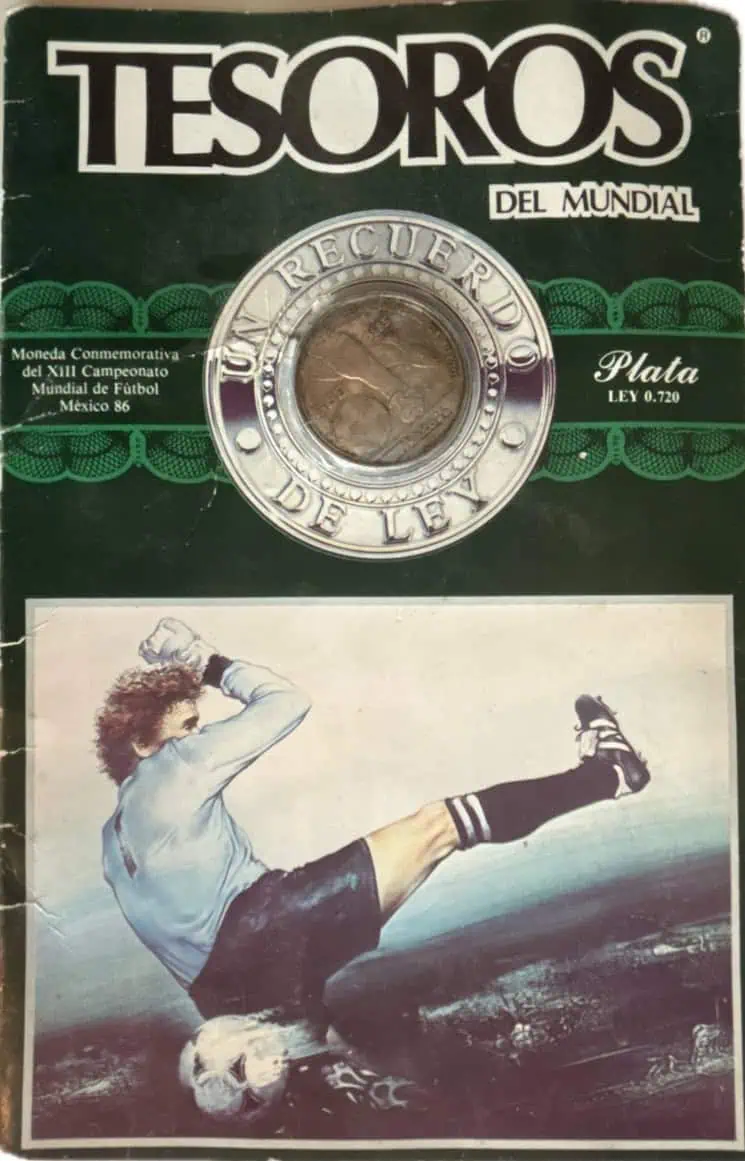 TESOROS ®
DEL MUNDIAL
UN RECUERDO
DE LEY
Moneda Conmemorativa
del XIII Campeonato
Mundial de Fútbol
México 86
Plata
LEY 0.720